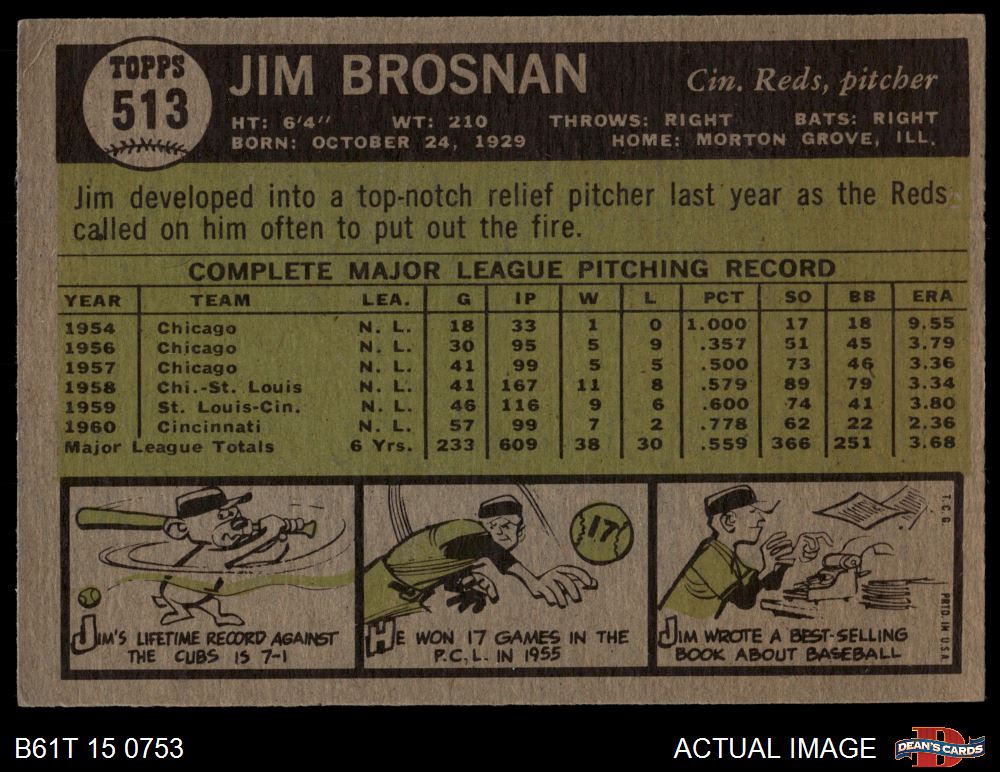 TOPPS
513
JIM BROSNAN
Cin. Reds, pitcher
HT: 6'4" WT: 210 THROWS: RIGHT BATS: RIGHT
BORN: OCTOBER 24, 1929 HOME: MORTON GROVE, ILL.
Jim developed into a top-notch relief pitcher last year as the Reds
called on him often to put out the fire.
COMPLETE MAJOR LEAGUE PITCHING RECORD
YEAR TEAM LEA. G IP W L PCT SO BB ERA
1954 Chicago N. L. 18 33 1 0 1.000 17 18 9.55
1956 Chicago N. L. 30 95 5 9 .357 51 45 3.79
1957 Chicago N. L. 41 99 5 5 .500 73 46 3.36
1958 Chi.-St. Louis N. L. 41 167 11 8 .579 89 79 3.34
1959 St. Louis-Cin. N. L. 46 116 9 6 .600 74 41 3.80
1960 Cincinnati N. L. 57 99 7 2 .778 62 22 2.36
Major League Totals 6 Yrs. 233 609 38 30 .559 366 251 3.68
JIM'S LIFETIME RECORD AGAINST
THE CUBS IS 7-1
17
HE WON 17 GAMES IN THE
P.C.L. IN 1955
JIM WROTE A BEST-SELLING
BOOK ABOUT BASEBALL
T.C.G.
PRTD. IN U.S.A.
B61T 15 0753
ACTUAL IMAGE
D
DEAN'S CARDS